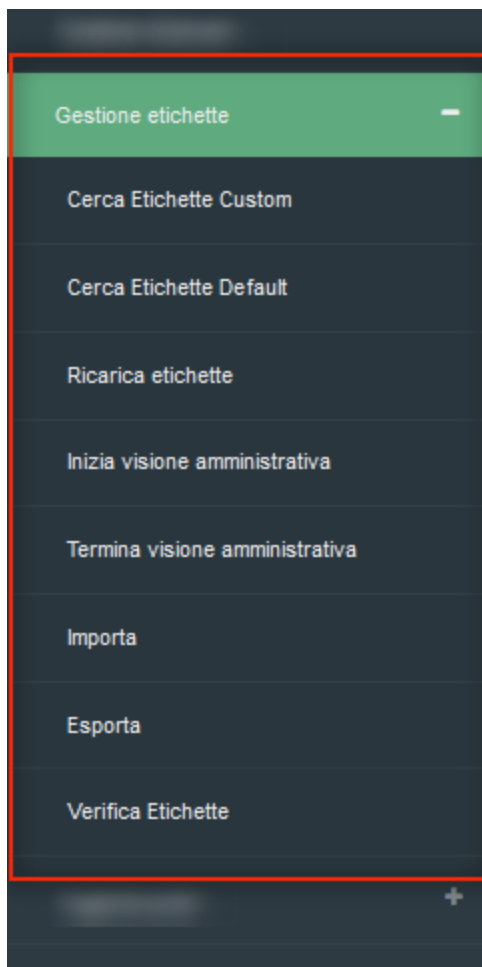 Gestione etichette
Cerca Etichette Custom
Cerca Etichette Default
Ricarica etichette
Inizia visione amministrativa
Termina visione amministrativa
Importa
Esporta
Verifica Etichette